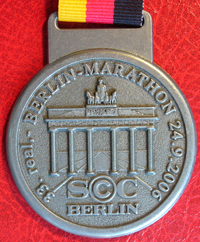 33. real,- BERLIN-MARATHON 24.9.2006
SCC
BERLIN